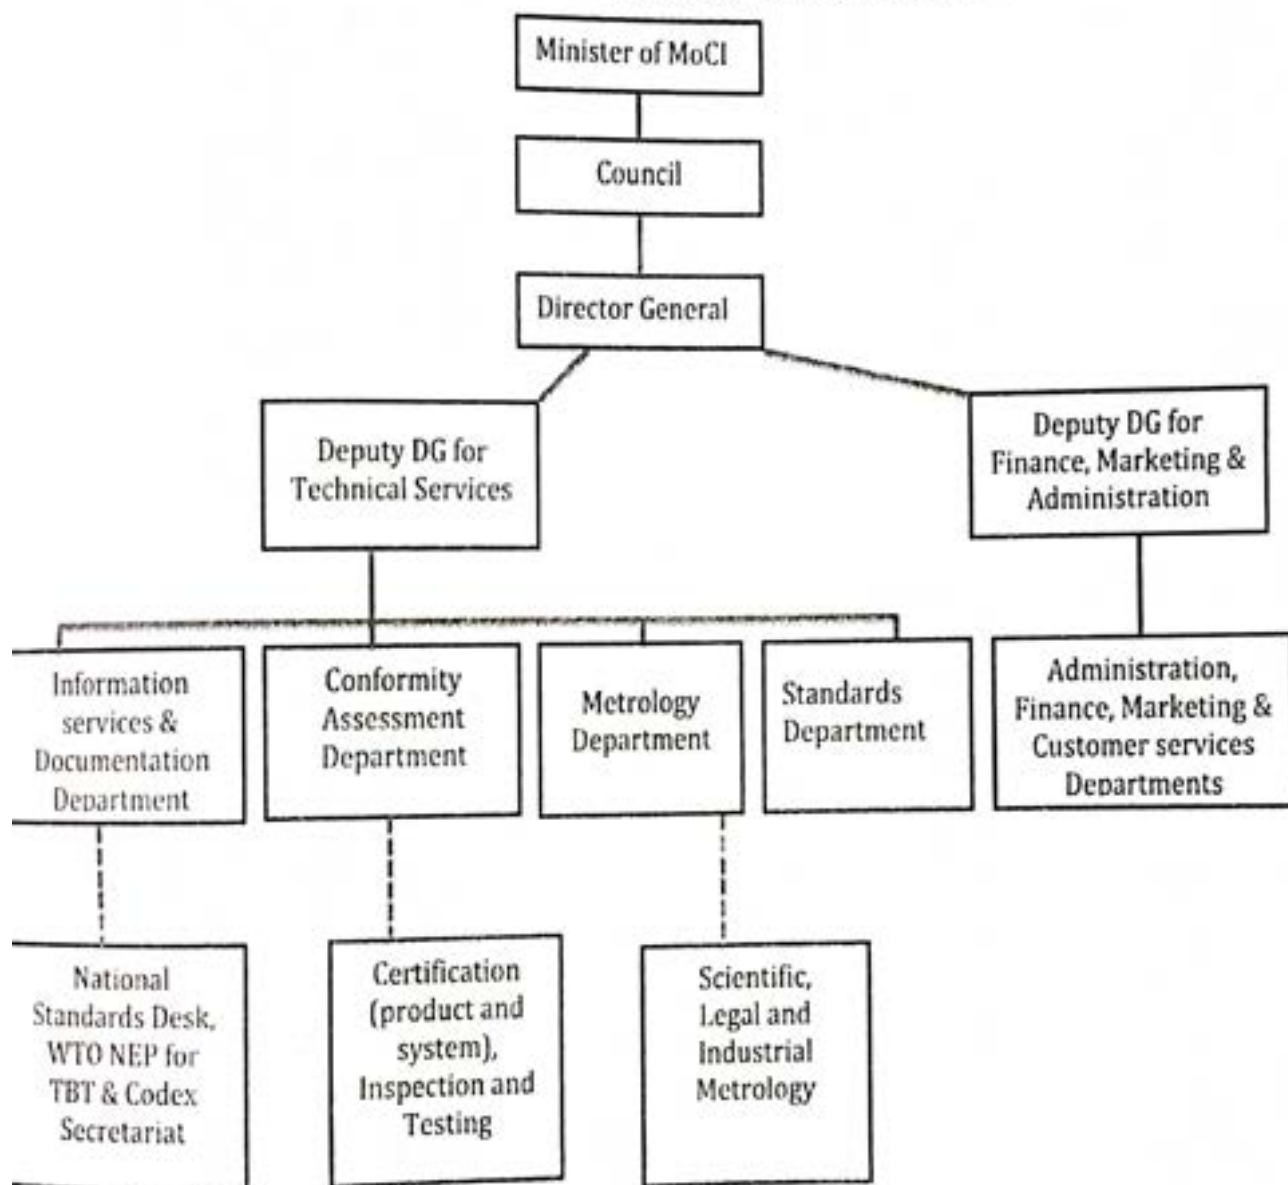 Minister of MoCI
Council
Director General
Deputy DG for
Technical Services
Deputy DG for
Finance, Marketing &
Administration
Information
services &
Documentation
Department
Conformity
Assessment
Department
Metrology
Department
Standards
Department
Administration,
Finance, Marketing &
Customer services
Departments
National
Standards Desk,
WTO NEP for
TBT & Codex
Secretariat
Certification
(product and
system),
Inspection and
Testing
Scientific,
Legal and
Industrial
Metrology